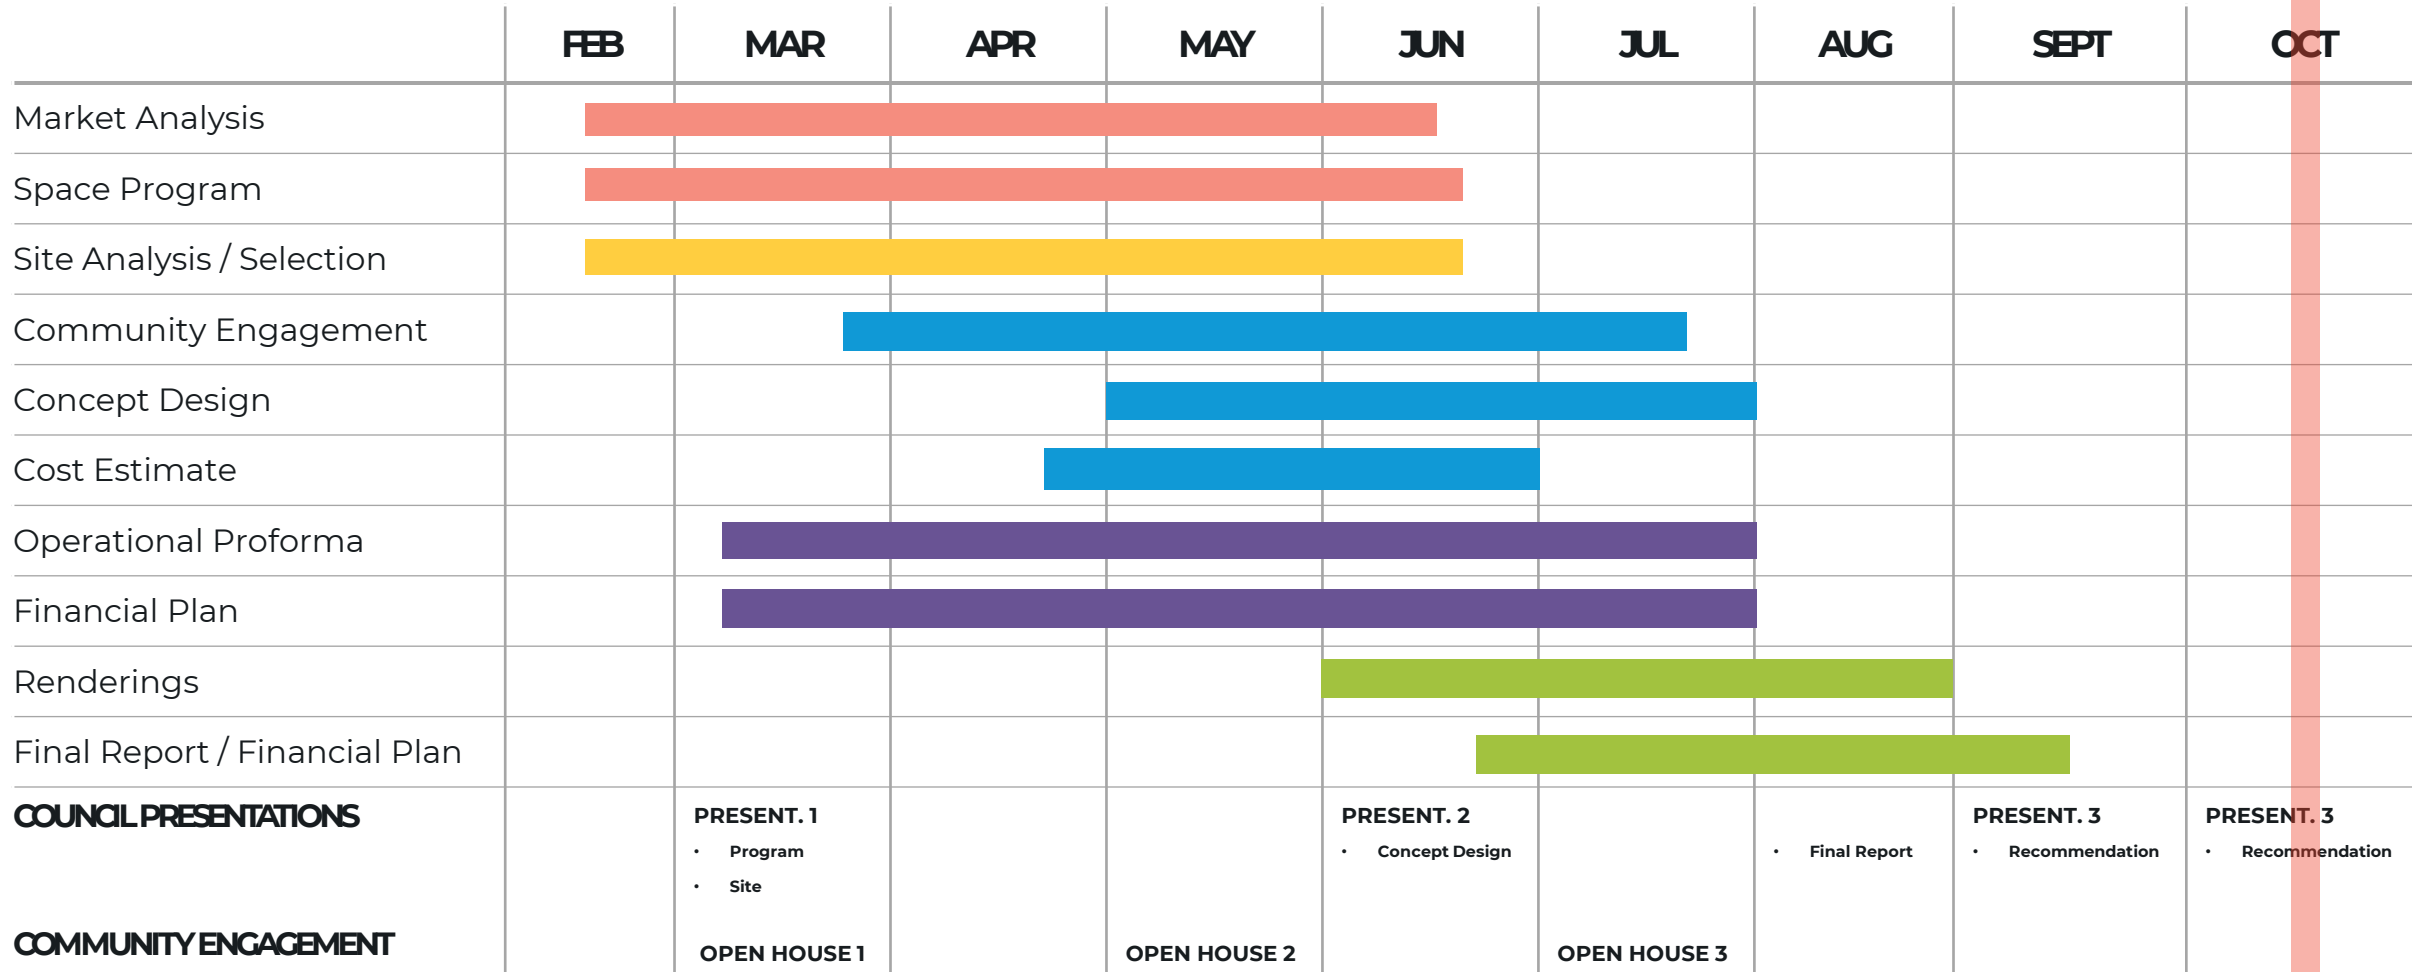 FEB MAR APR MAY JUN JUL AUG SEPT OCT
Market Analysis
Space Program
Site Analysis / Selection
Community Engagement
Concept Design
Cost Estimate
Operational Proforma
Financial Plan
Renderings
Final Report / Financial Plan
COUNCIL PRESENTATIONS PRESENT. 1 PRESENT. 2 PRESENT. 3 PRESENT. 3
• Program • Concept Design • Final Report • Recommendation • Recommendation
• Site
COMMUNITY ENGAGEMENT OPEN HOUSE 1 OPEN HOUSE 2 OPEN HOUSE 3